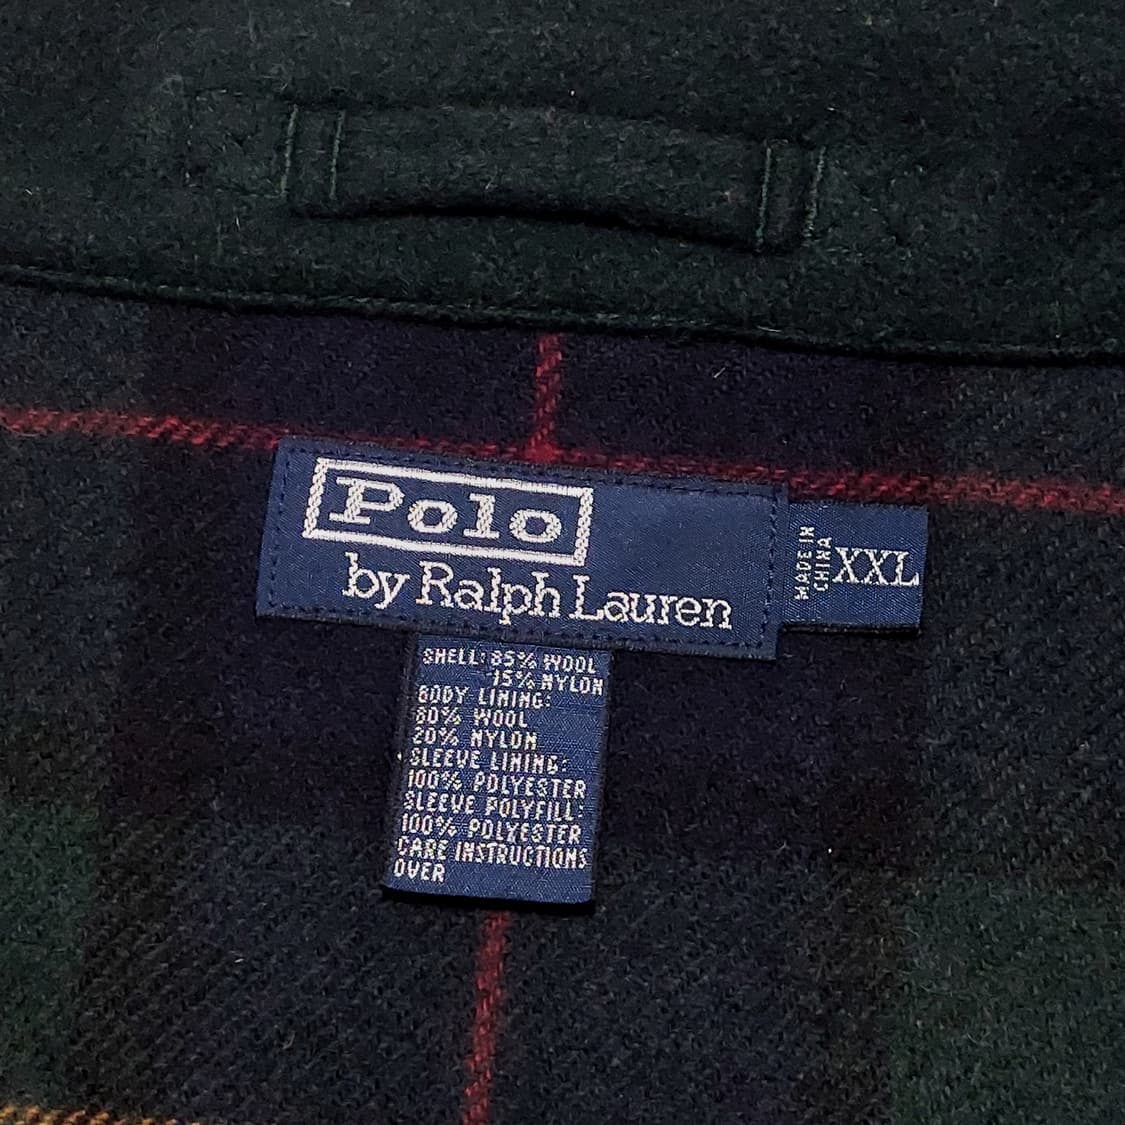 Polo
by Ralph Lauren
MADE IN
CHINA
XXL
SHELL: 85% WOOL
15% NYLON
BODY LINING:
80% WOOL
20% NYLON
SLEEVE LINING:
100% POLYESTER
SLEEVE POLYFILL:
100% POLYESTER
CARE INSTRUCTIONS
OVER